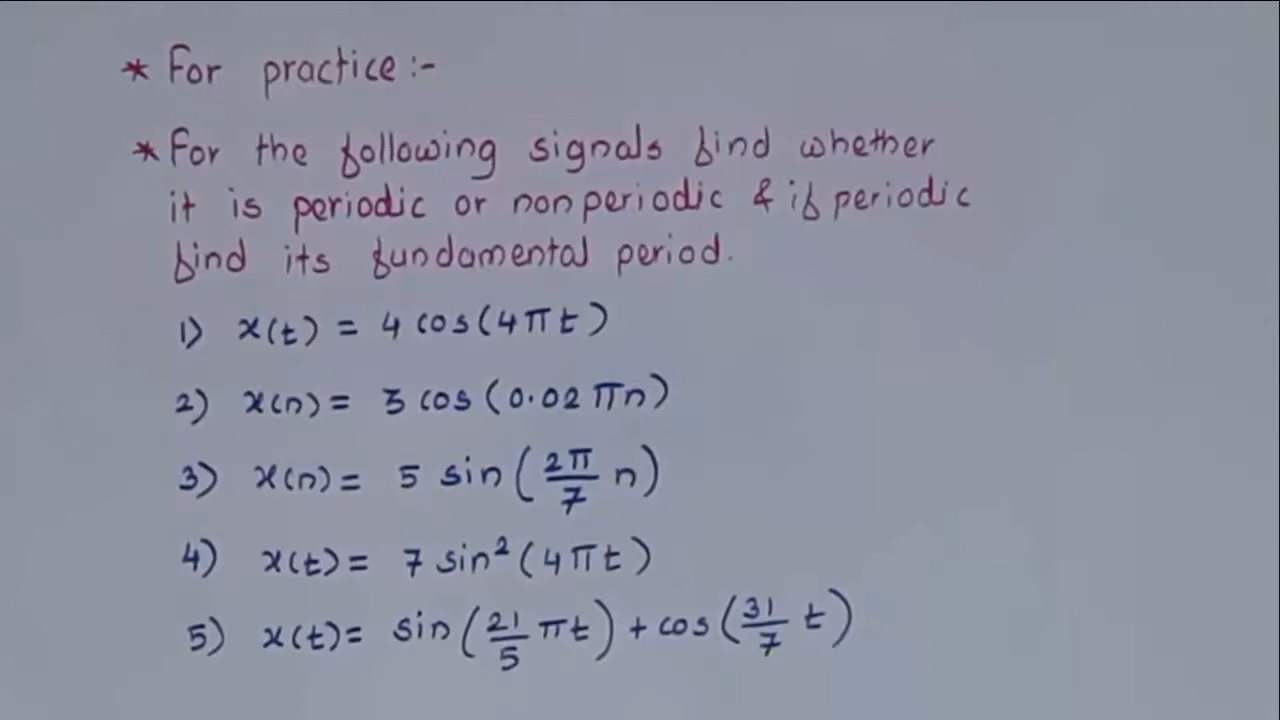 * For practice :-
* For the following signals find whether
it is periodic or nonperiodic & if periodic
find its fundamental period.
1) x(t) = 4 cos(4πt)
2) x(n) = 3 cos(0.02πn)
3) x(n) = 5 sin(2π/7 n)
4) x(t) = 7 sin²(4πt)
5) x(t) = sin(21/5 πt) + cos(31/7 t)